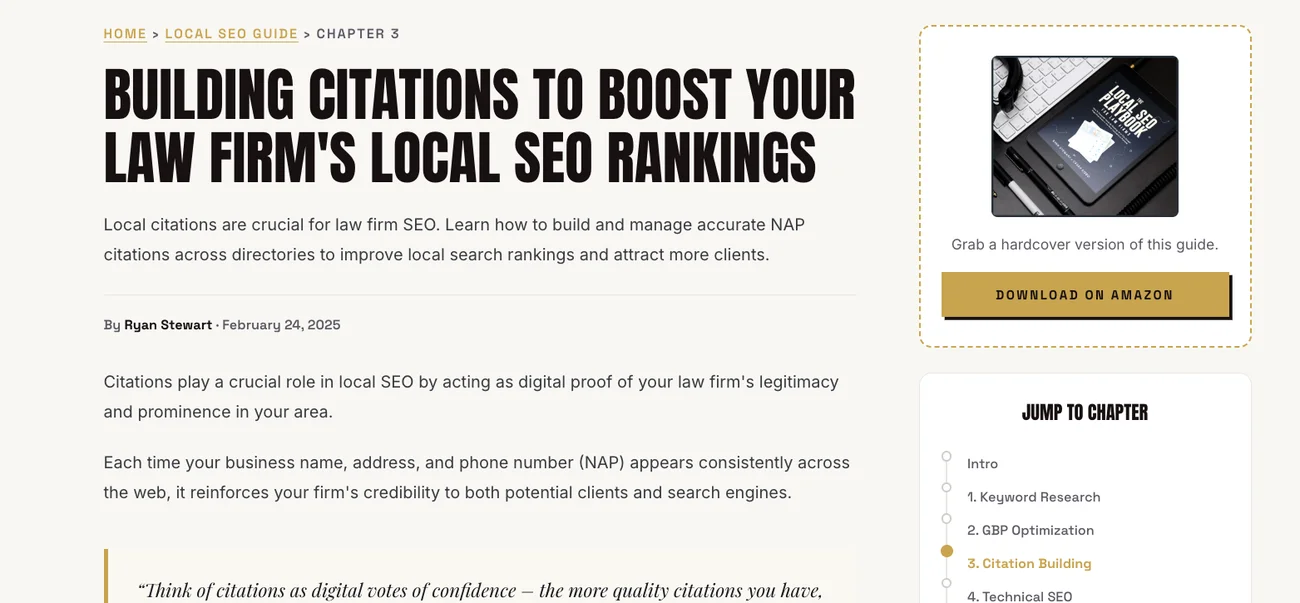 HOME > LOCAL SEO GUIDE > CHAPTER 3
BUILDING CITATIONS TO BOOST YOUR
LAW FIRM'S LOCAL SEO RANKINGS
Local citations are crucial for law firm SEO. Learn how to build and manage accurate NAP
citations across directories to improve local search rankings and attract more clients.
By Ryan Stewart · February 24, 2025
Citations play a crucial role in local SEO by acting as digital proof of your law firm's legitimacy
and prominence in your area.
Each time your business name, address, and phone number (NAP) appears consistently across
the web, it reinforces your firm's credibility to both potential clients and search engines.
“Think of citations as digital votes of confidence – the more quality citations you have,
THE
LOCAL SEO
PLAYBOOK
Grab a hardcover version of this guide.
DOWNLOAD ON AMAZON
JUMP TO CHAPTER
Intro
1. Keyword Research
2. GBP Optimization
3. Citation Building
4. Technical SEO